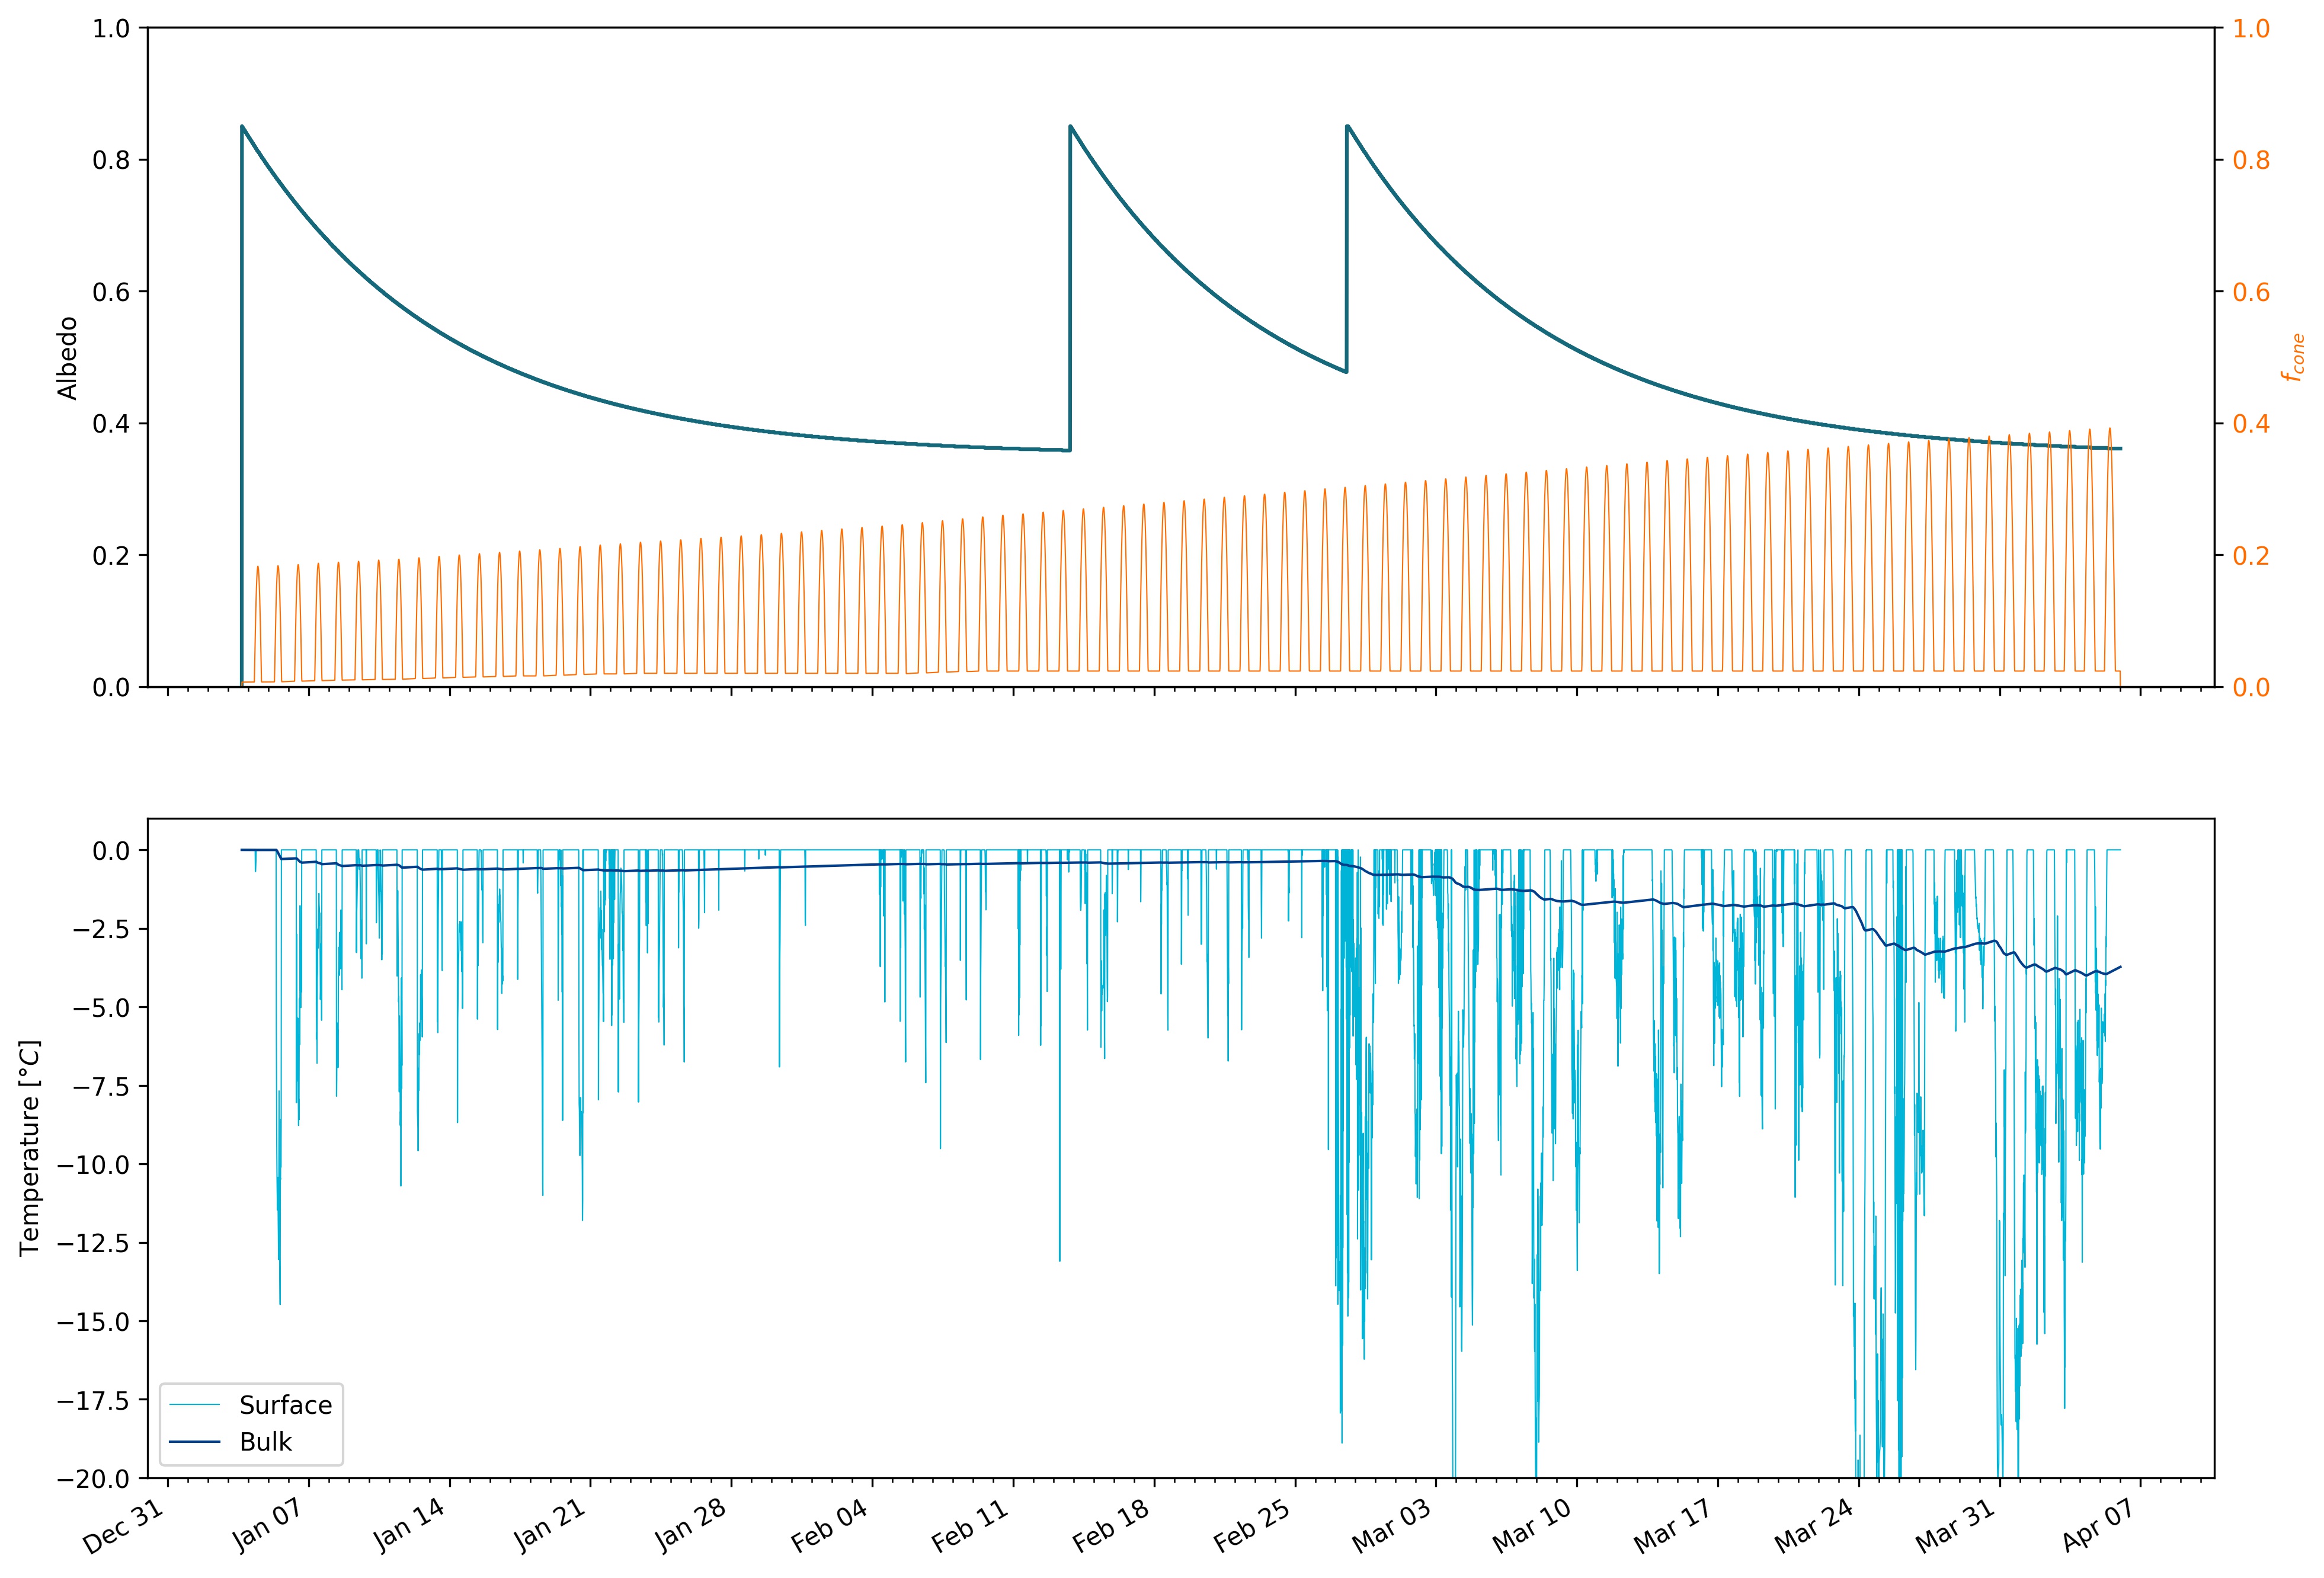 1.0
0.8
0.6
0.4
0.2
0.0
Albedo
1.0
0.8
0.6
0.4
0.2
0.0
fcone
0.0
−2.5
−5.0
−7.5
−10.0
−12.5
−15.0
−17.5
−20.0
Temperature [°C]
Surface
Bulk
Dec 31
Jan 07
Jan 14
Jan 21
Jan 28
Feb 04
Feb 11
Feb 18
Feb 25
Mar 03
Mar 10
Mar 17
Mar 24
Mar 31
Apr 07